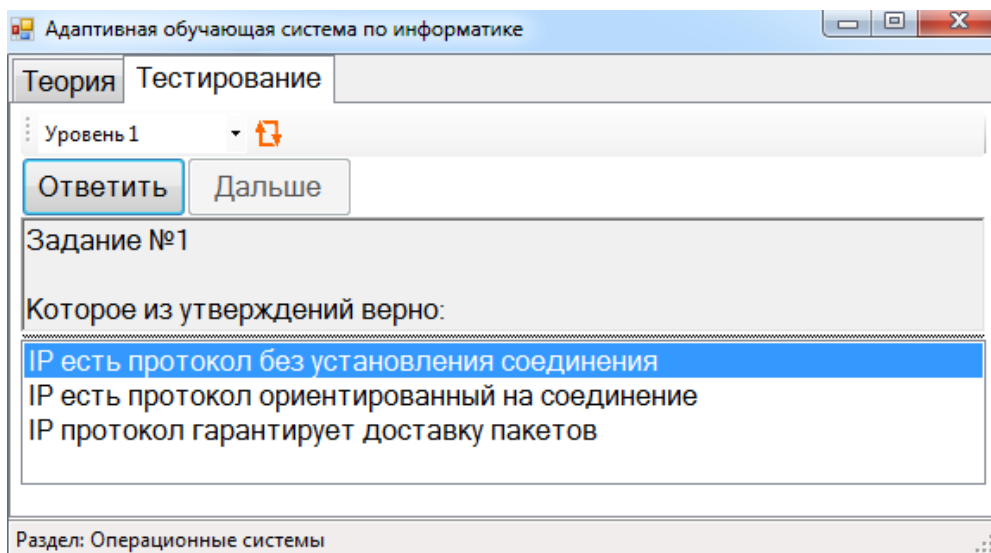 Адаптивная обучающая система по информатике
Теория Тестирование
Уровень 1
Ответить Дальше
Задание №1
Которое из утверждений верно:
IP есть протокол без установления соединения
IP есть протокол ориентированный на соединение
IP протокол гарантирует доставку пакетов
Раздел: Операционные системы